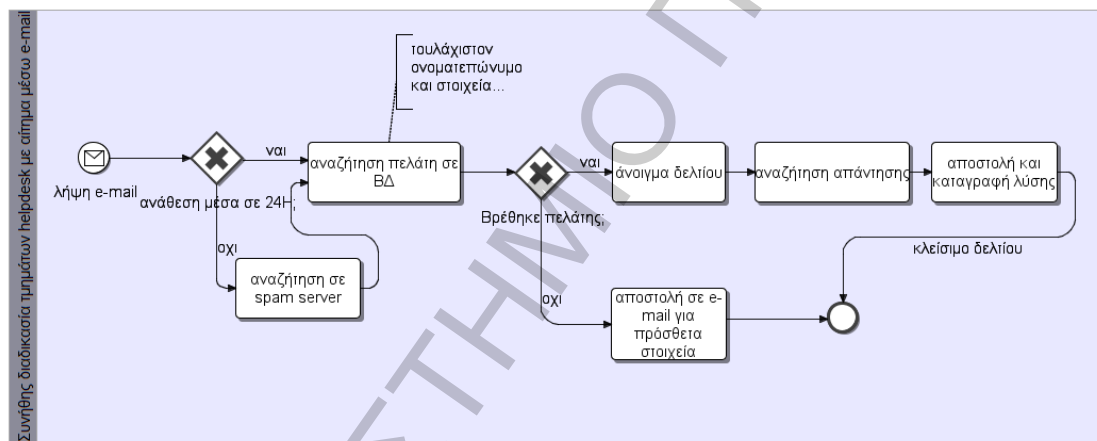 Συνήθης διαδικασία τμημάτων helpdesk με αίτημα μέσω e-mail
τουλάχιστον
ονοματεπώνυμο
και στοιχεία...
λήψη e-mail
ανάθεση μέσα σε 24Η;
ναι
οχι
αναζήτηση σε
spam server
αναζήτηση πελάτη σε
ΒΔ
Βρέθηκε πελάτης;
ναι
οχι
άνοιγμα δελτίου
αναζήτηση απάντησης
αποστολή και
καταγραφή λύσης
κλείσιμο δελτίου
αποστολή σε e-
mail για
πρόσθετα
στοιχεία